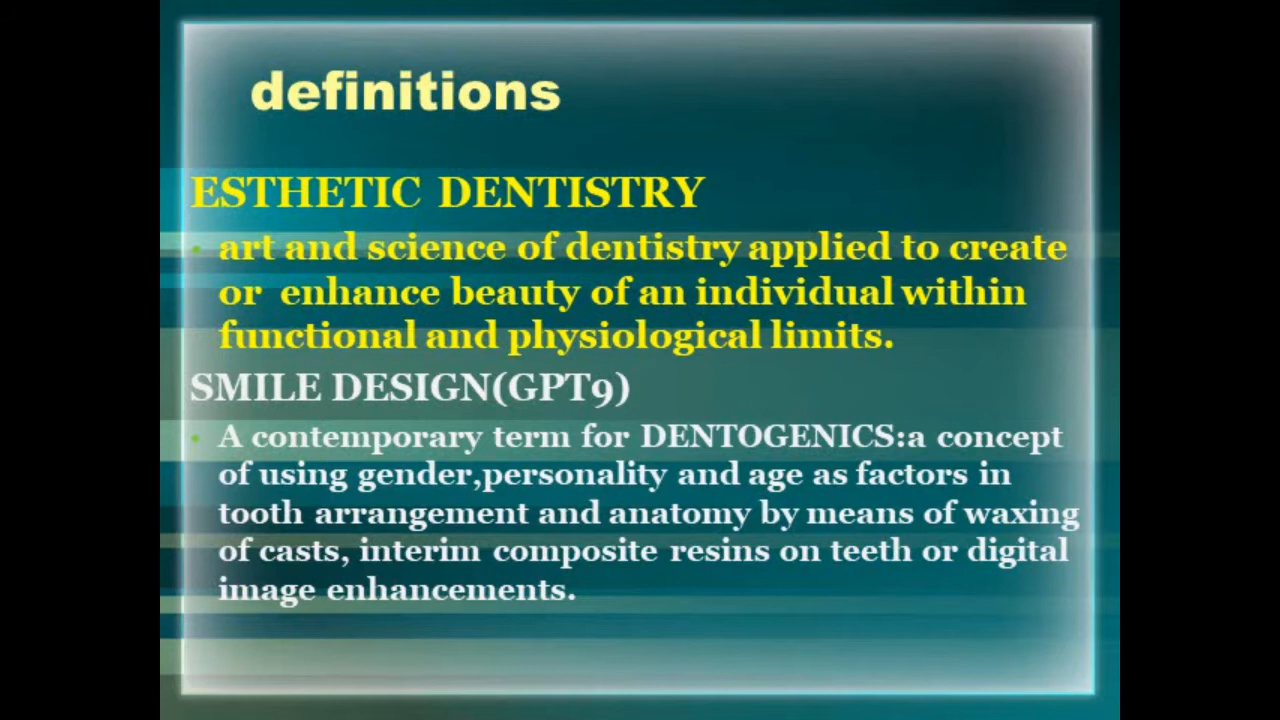 definitions
ESTHETIC DENTISTRY
• art and science of dentistry applied to create
or enhance beauty of an individual within
functional and physiological limits.
SMILE DESIGN(GPT9)
• A contemporary term for DENTOGENICS:a concept
of using gender,personality and age as factors in
tooth arrangement and anatomy by means of waxing
of casts, interim composite resins on teeth or digital
image enhancements.